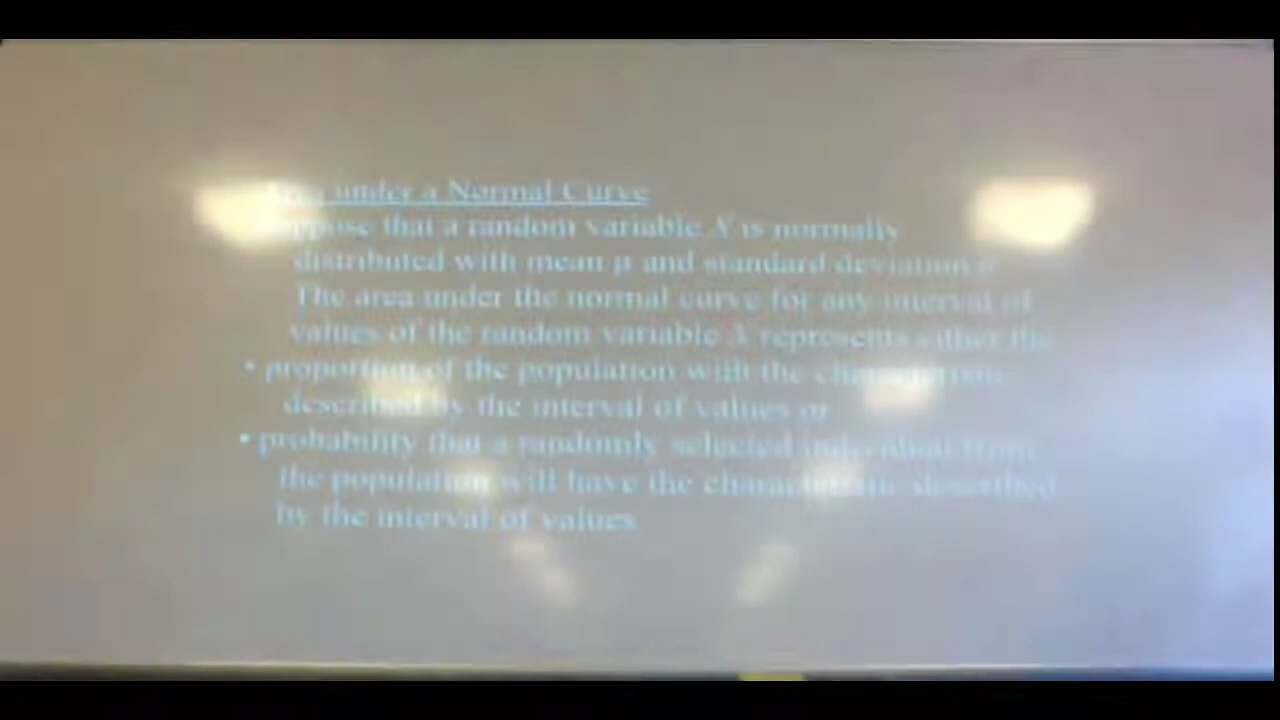 Area under a Normal Curve
Suppose that a random variable X is normally
distributed with mean μ and standard deviation σ
The area under the normal curve for any interval of
values of the random variable X represents either the
• proportion of the population with the characteristic
described by the interval of values or
• probability that a randomly selected individual from
the population will have the characteristic described
by the interval of values